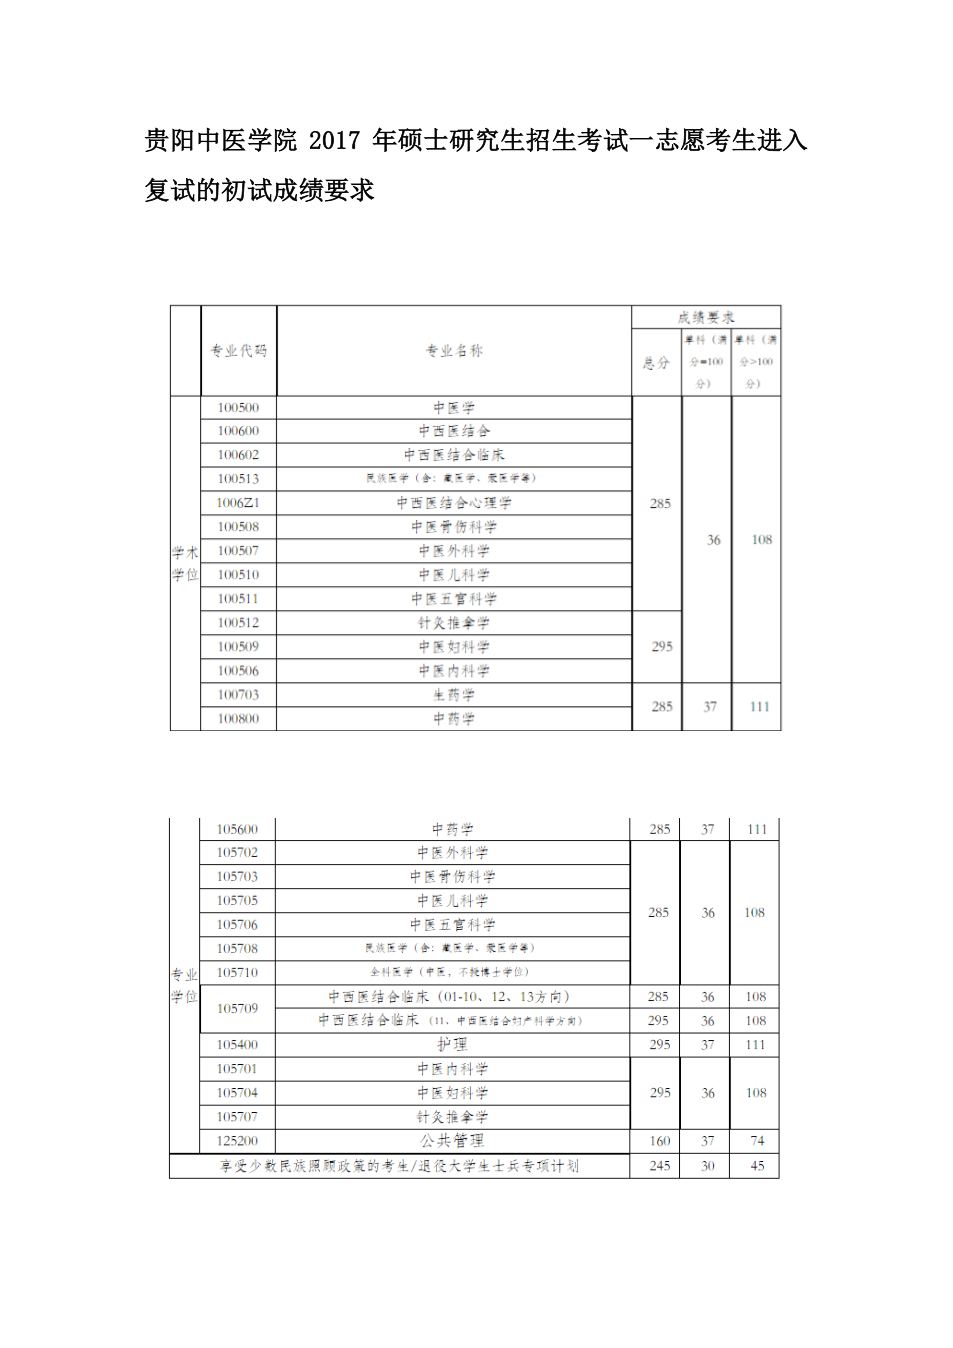 贵阳中医学院 2017 年硕士研究生招生考试一志愿考生进入
复试的初试成绩要求
专业代码 专业名称 成绩要求
总分 单科（满分=100分） 单科（满分>100分）
学术学位
100500 中医学 285 36 108
100600 中西医结合
100602 中西医结合临床
100513 民族医学（含：藏医学、蒙医学等）
1006Z1 中西医结合心理学
100508 中医骨伤科学
100507 中医外科学
100510 中医儿科学
100511 中医五官科学
100512 针灸推拿学 295
100509 中医妇科学
100506 中医内科学
100703 生药学 285 37 111
100800 中药学
专业学位
105600 中药学 285 37 111
105702 中医外科学 285 36 108
105703 中医骨伤科学
105705 中医儿科学
105706 中医五官科学
105708 民族医学（含：藏医学、蒙医学等）
105710 全科医学（中医，不授博士学位）
105709 中西医结合临床（01-10、12、13方向） 285 36 108
中西医结合临床（11、中西医结合妇产科学方向） 295 36 108
105400 护理 295 37 111
105701 中医内科学 295 36 108
105704 中医妇科学
105707 针灸推拿学
125200 公共管理 160 37 74
享受少数民族照顾政策的考生/退役大学生士兵专项计划 245 30 45